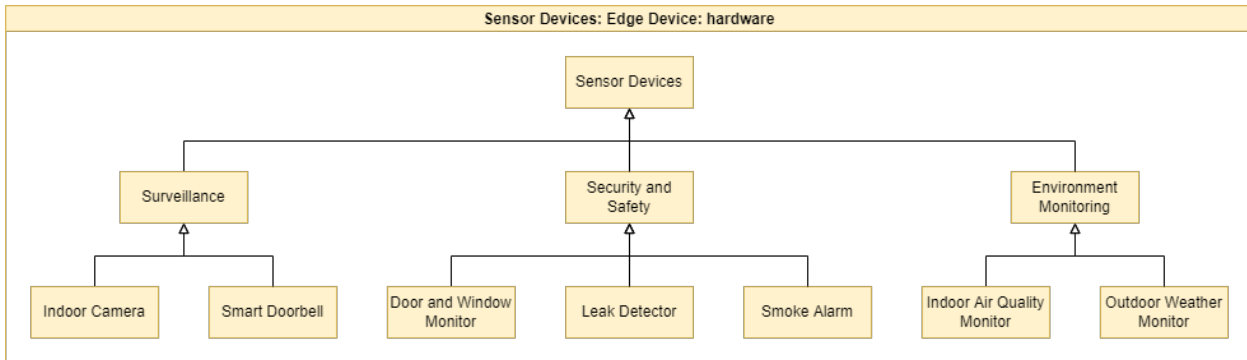 Sensor Devices: Edge Device: hardware
Sensor Devices
Surveillance
Security and
Safety
Environment
Monitoring
Indoor Camera
Smart Doorbell
Door and Window
Monitor
Leak Detector
Smoke Alarm
Indoor Air Quality
Monitor
Outdoor Weather
Monitor